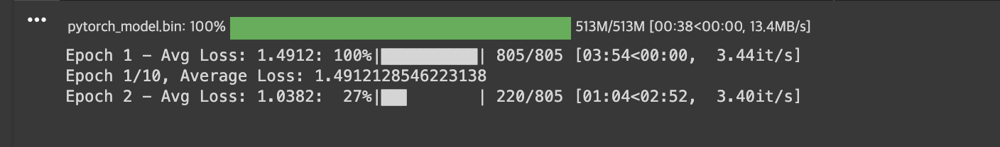 pytorch_model.bin: 100% 513M/513M [00:38<00:00, 13.4MB/s]
Epoch 1 - Avg Loss: 1.4912: 100%|██████████| 805/805 [03:54<00:00, 3.44it/s]
Epoch 1/10, Average Loss: 1.4912128546223138
Epoch 2 - Avg Loss: 1.0382: 27%|██▋ | 220/805 [01:04<02:52, 3.40it/s]